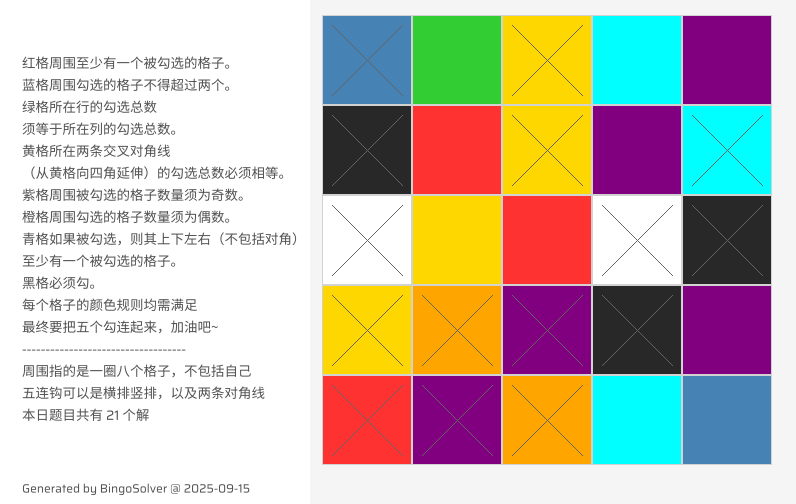 红格周围至少有一个被勾选的格子。
蓝格周围勾选的格子不得超过两个。
绿格所在行的勾选总数
须等于所在列的勾选总数。
黄格所在两条交叉对角线
（从黄格向四角延伸）的勾选总数必须相等。
紫格周围被勾选的格子数量须为奇数。
橙格周围勾选的格子数量须为偶数。
青格如果被勾选，则其上下左右（不包括对角）
至少有一个被勾选的格子。
黑格必须勾。
每个格子的颜色规则均需满足
最终要把五个勾连起来，加油吧~
-----------------------------------
周围指的是一圈八个格子，不包括自己
五连钩可以是横排竖排，以及两条对角线
本日题目共有 21 个解
Generated by BingoSolver @ 2025-09-15